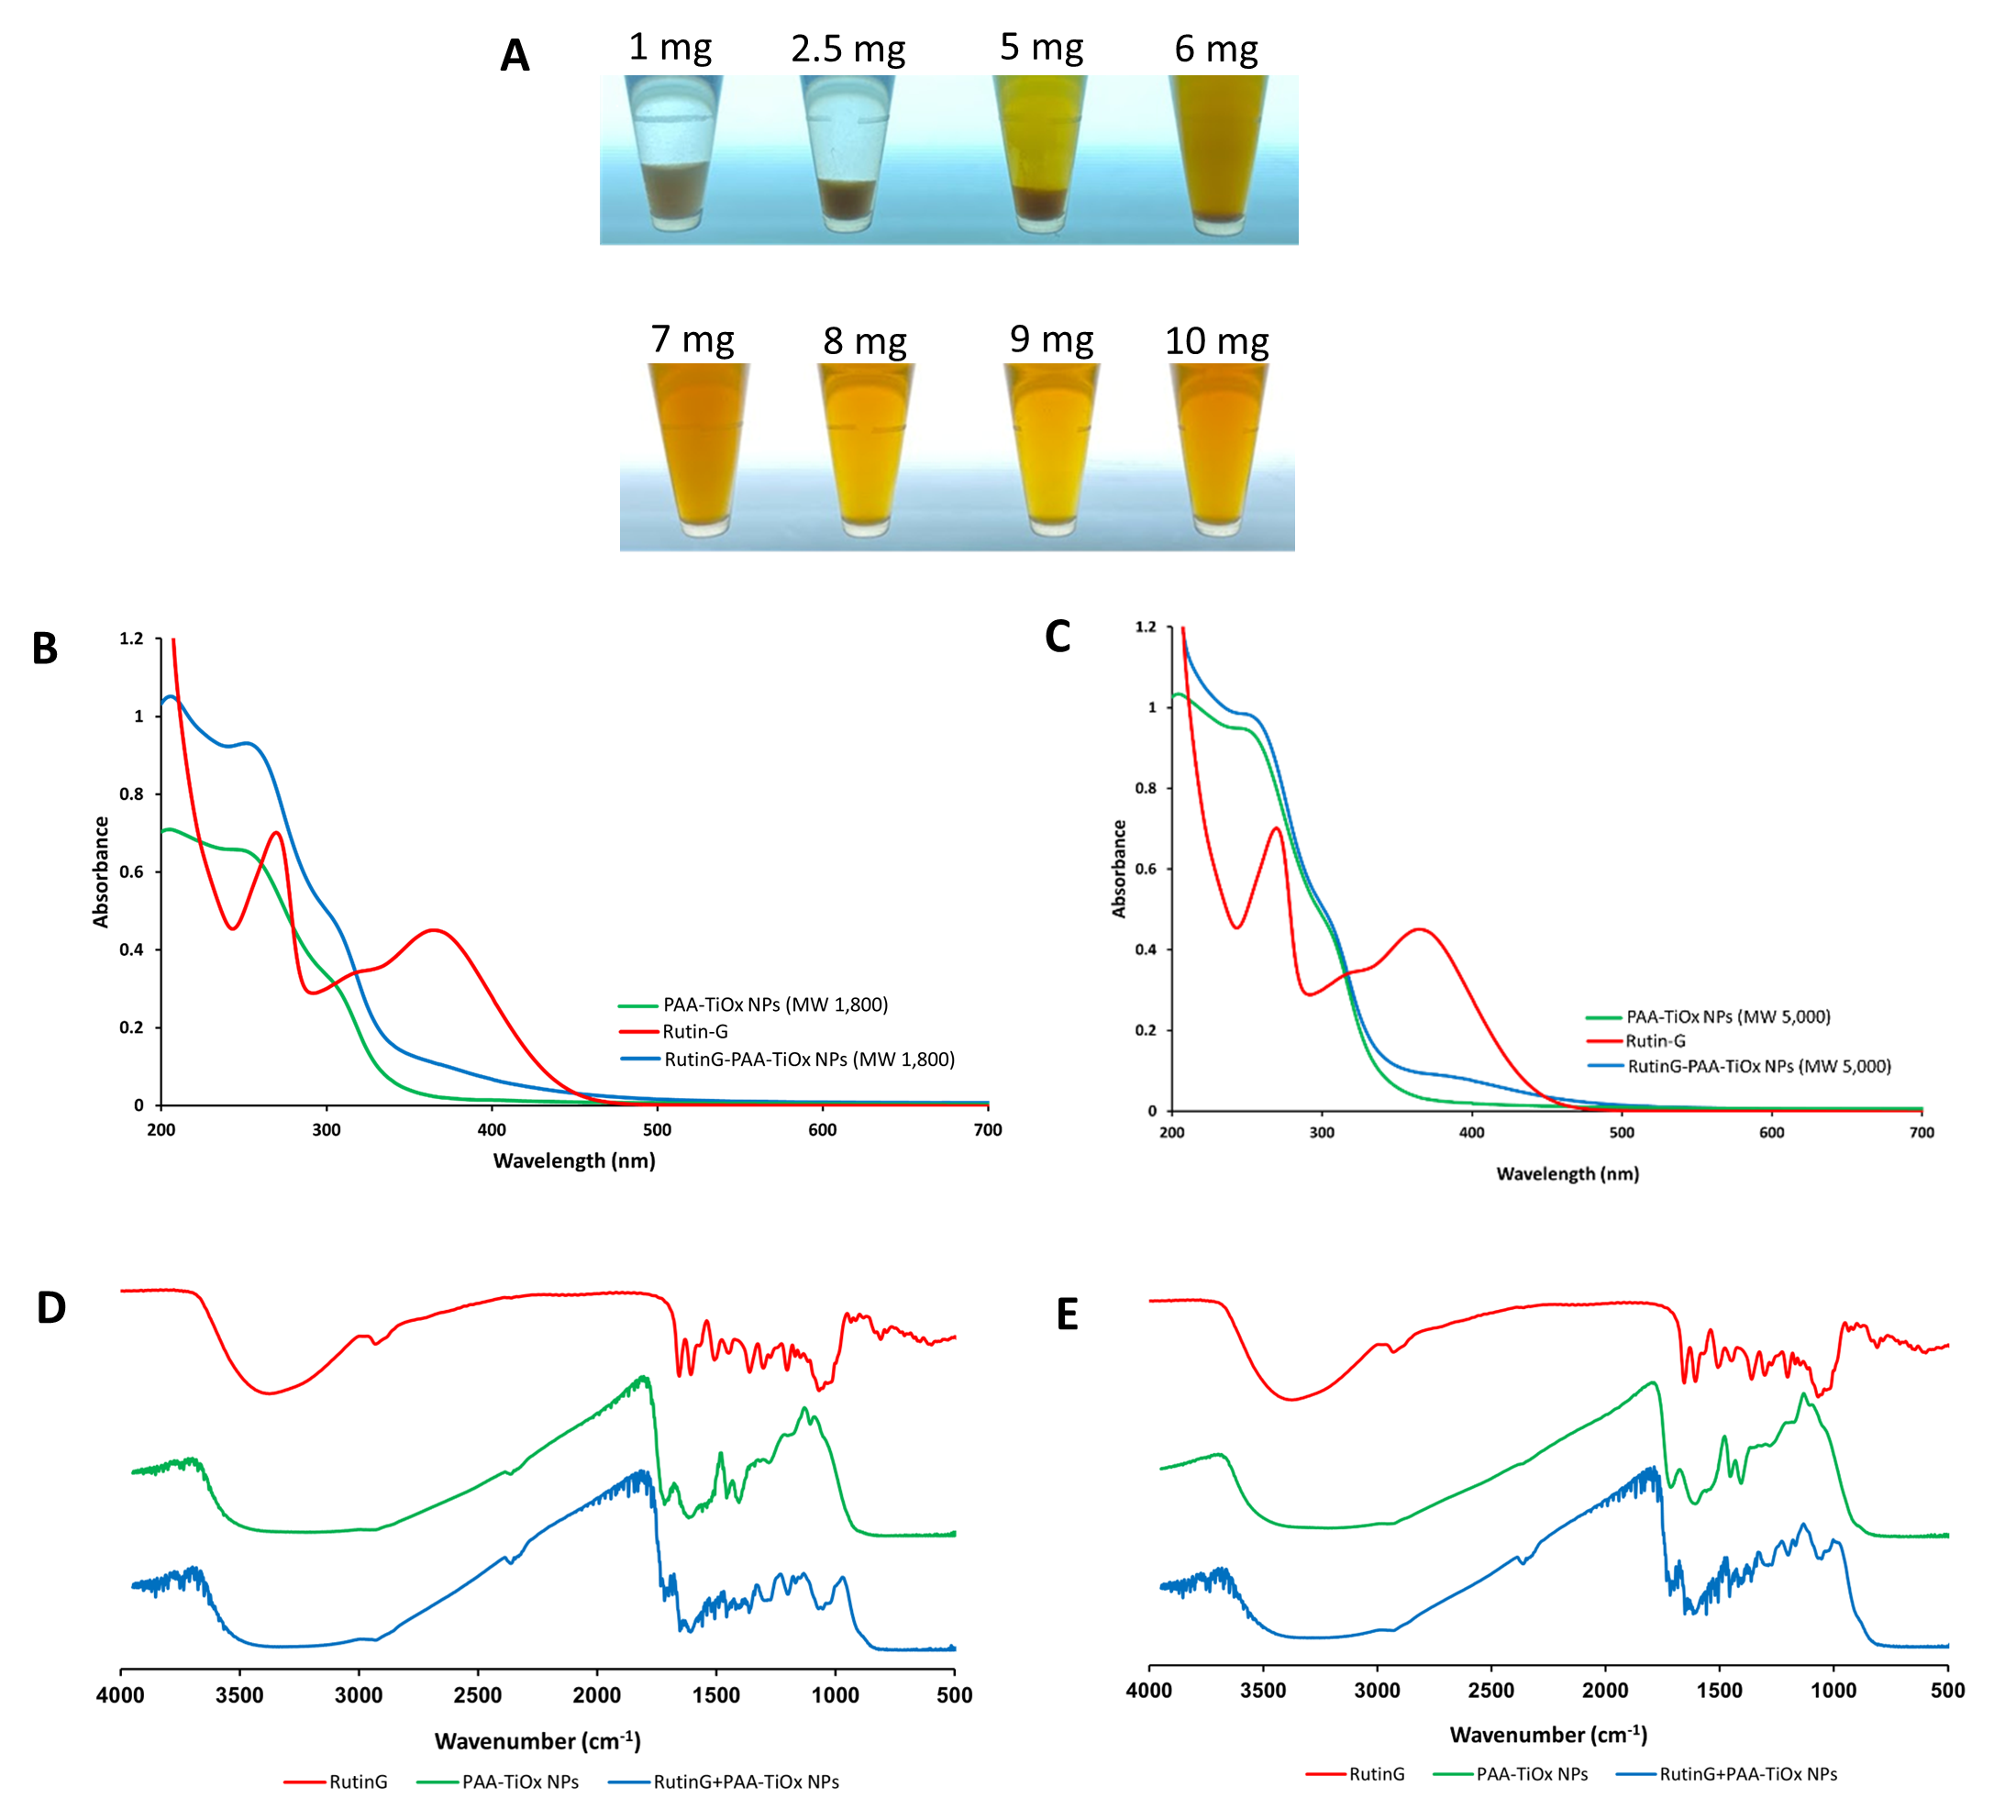 A
1 mg 2.5 mg 5 mg 6 mg
7 mg 8 mg 9 mg 10 mg
B
1.2
1
0.8
0.6
0.4
0.2
0
Absorbance
200 300 400 500 600 700
Wavelength (nm)
PAA-TiOx NPs (MW 1,800)
Rutin-G
RutinG-PAA-TiOx NPs (MW 1,800)
C
1.2
1
0.8
0.6
0.4
0.2
0
Absorbance
200 300 400 500 600 700
Wavelength (nm)
PAA-TiOx NPs (MW 5,000)
Rutin-G
RutinG-PAA-TiOx NPs (MW 5,000)
D
4000 3500 3000 2500 2000 1500 1000 500
Wavenumber (cm⁻¹)
RutinG PAA-TiOx NPs RutinG+PAA-TiOx NPs
E
4000 3500 3000 2500 2000 1500 1000 500
Wavenumber (cm⁻¹)
RutinG PAA-TiOx NPs RutinG+PAA-TiOx NPs